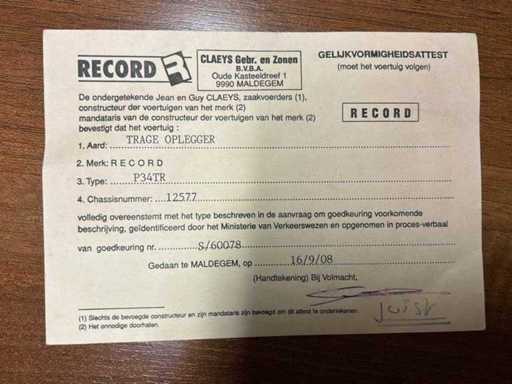 RECORD R
CLAEYS Gebr. en Zonen
B.V.B.A.
Oude Kasteeldreef 1
9990 MALDEGEM
GELIJKVORMIGHEIDSATTEST
(moet het voertuig volgen)
De ondergetekende Jean en Guy CLAEYS, zaakvoerders (1),
constructeur der voertuigen van het merk (2)
mandataris van de constructeur der voertuigen van het merk (2)
bevestigt dat het voertuig :
RECORD
1. Aard: TRAGE OPLEGGER
2. Merk: RECORD
3. Type: P34TR
4. Chassisnummer: 12577
volledig overeenstemt met het type beschreven in de aanvraag om goedkeuring voorkomende
beschrijving, geïdentificeerd door het Ministerie van Verkeerswezen en opgenomen in proces-verbaal
van goedkeuring nr. S/60078
Gedaan te MALDEGEM, op 16/9/08
(Handtekening) Bij Volmacht,
(1) Slechts de bevoegde constructeur en zijn mandataris zijn bevoegd om dit attest te ondertekenen.
(2) Het onnodige doorhalen.